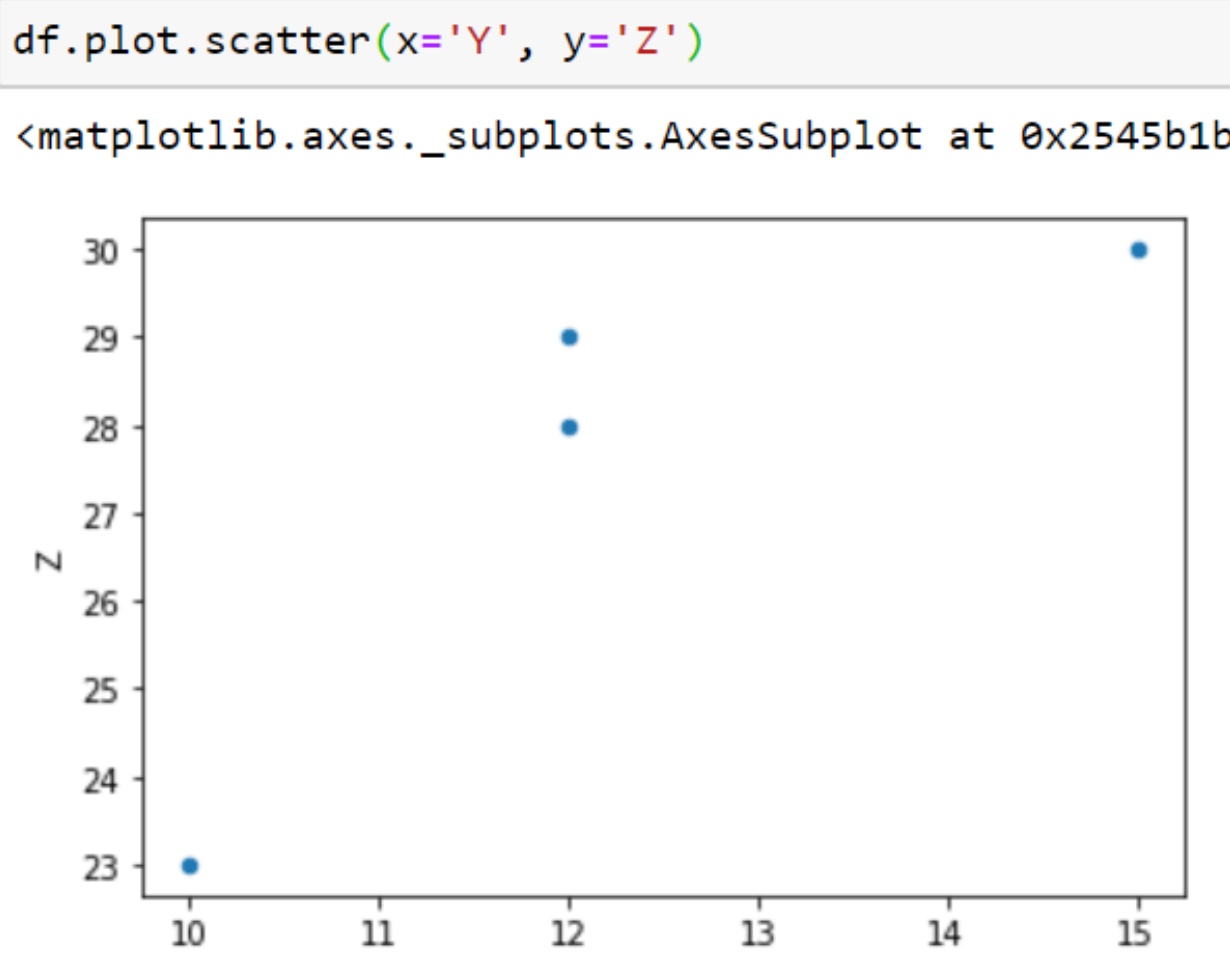 df.plot.scatter(x='Y', y='Z')
<matplotlib.axes._subplots.AxesSubplot at 0x2545b1b
30
29
28
27
Z
26
25
24
23
10 11 12 13 14 15